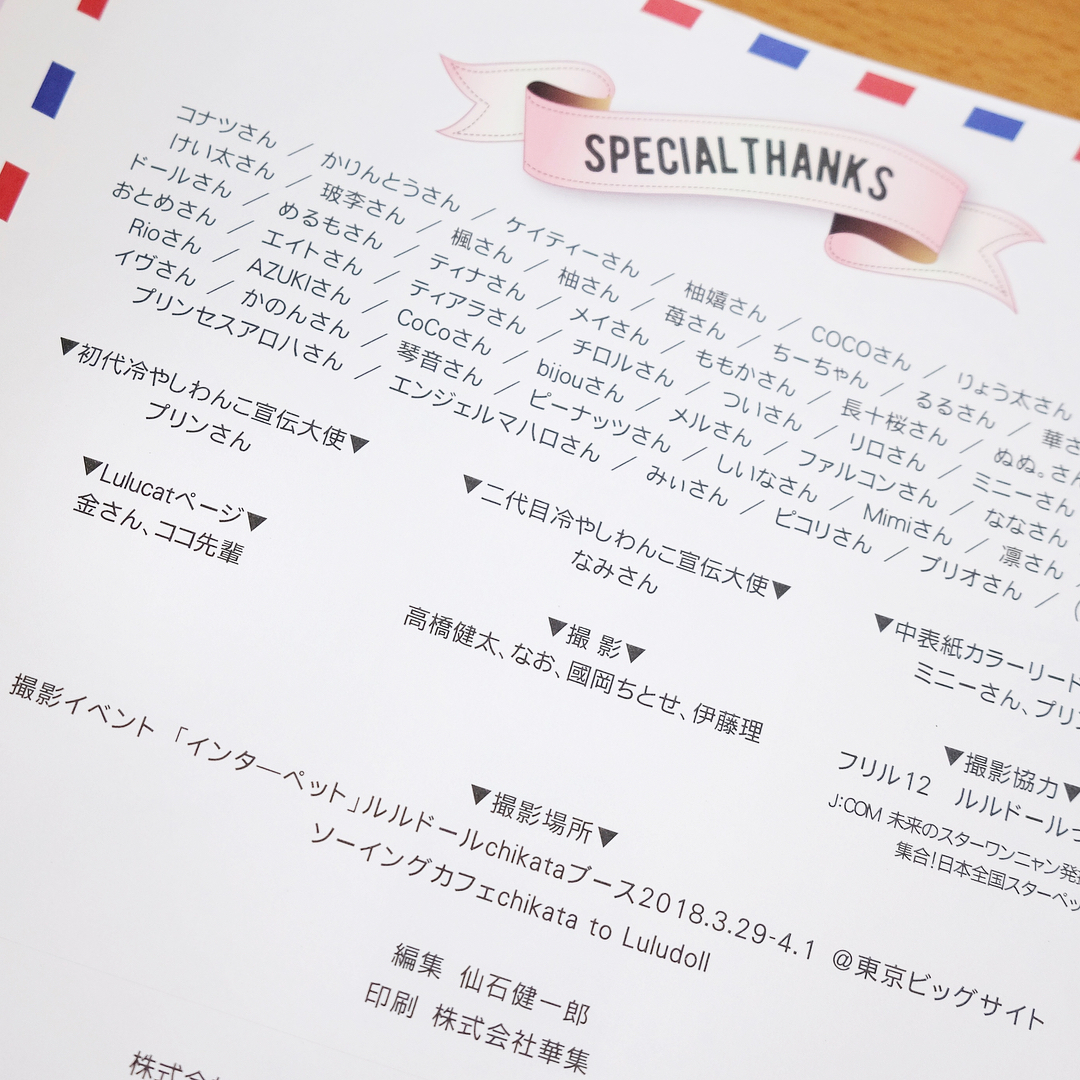 SPECIALTHANKS
コナツさん ／ かりんとうさん ／ ケイティーさん ／ 柚嬉さん ／ COCOさん ／ りょう太さん
けい太さん ／ 玻李さん ／ 楓さん ／ 柚さん ／ 苺さん ／ ちーちゃん ／ るるさん ／ 華さ
ドールさん ／ めるもさん ／ ティナさん ／ メイさん ／ ももかさん ／ 長十桜さん ／ ぬぬ。さん
おとめさん ／ エイトさん ／ ティアラさん ／ チロルさん ／ ついさん ／ リロさん ／ ミニーさん
Rioさん ／ AZUKIさん ／ CoCoさん ／ bijouさん ／ メルさん ／ ファルコンさん ／ ななさん
イヴさん ／ かのんさん ／ 琴音さん ／ ピーナッツさん ／ しいなさん ／ Mimiさん ／ 凛さん ／
プリンセスアロハさん ／ エンジェルマハロさん ／ みぃさん ／ ピコリさん ／ プリオさん ／
▼初代冷やしわんこ宣伝大使▼
プリンさん
▼二代目冷やしわんこ宣伝大使▼
なみさん
▼中表紙カラーリード
ミニーさん、プリン
▼Lulucatページ▼
金さん、ココ先輩
▼撮 影▼
高橋健太、なお、國岡ちとせ、伊藤理
▼撮影協力▼
フリル12 ルルドール
J:COM 未来のスターワンニャン発
集合！日本全国スターペッ
▼撮影場所▼
撮影イベント 「インターペット」ルルドールchikataブース2018.3.29-4.1 @東京ビッグサイト
ソーイングカフェchikata to Luludoll
編集 仙石健一郎
印刷 株式会社華集
株式会